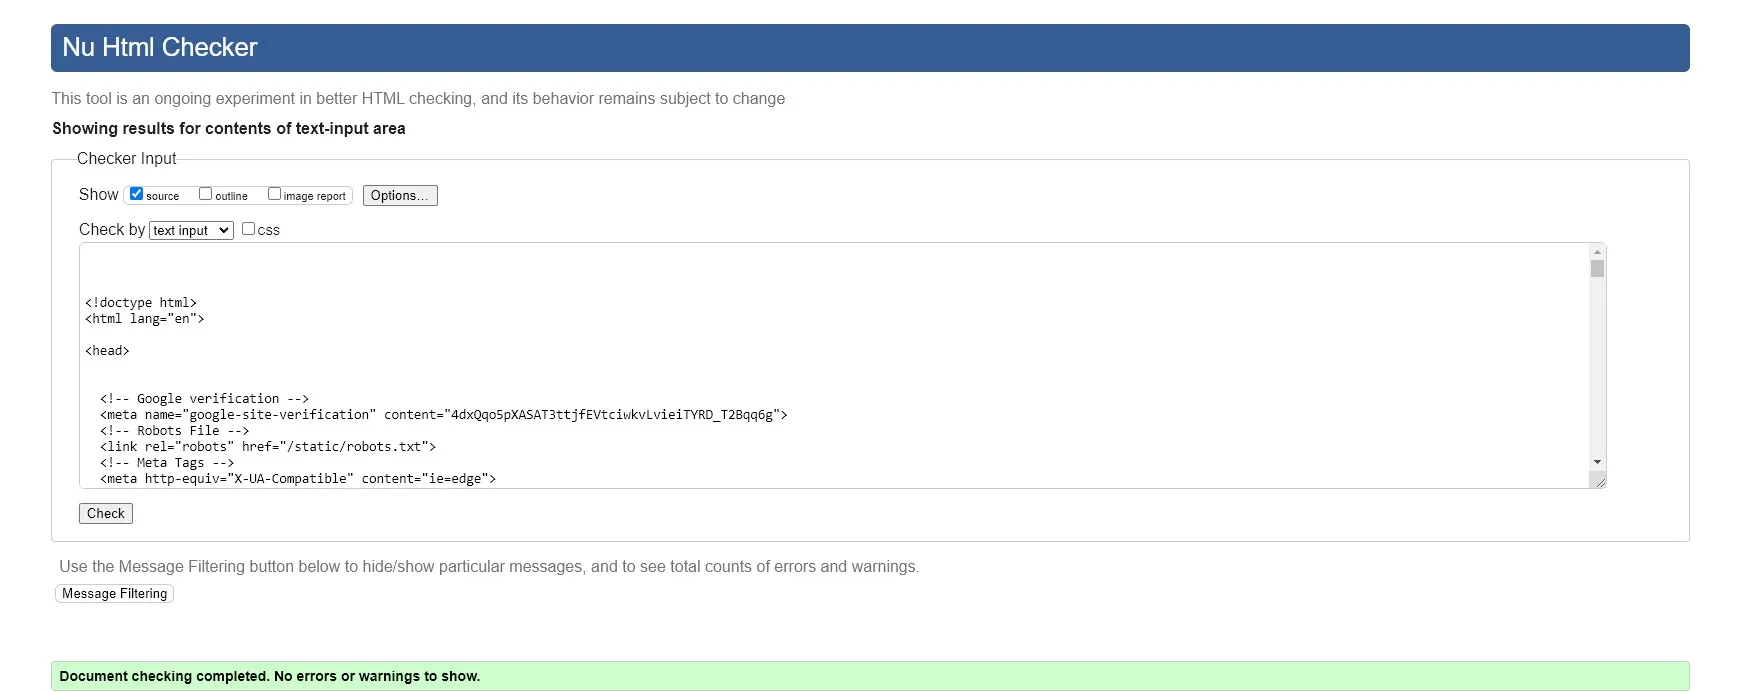 Nu Html Checker
This tool is an ongoing experiment in better HTML checking, and its behavior remains subject to change
Showing results for contents of text-input area
Checker Input
Show source outline image report Options...
Check by text input css
<!doctype html>
<html lang="en">
<head>
<!-- Google verification -->
<meta name="google-site-verification" content="4dxQqo5pXASAT3ttjfEVtciwkvLvieiTYRD_T2Bqq6g">
<!-- Robots File -->
<link rel="robots" href="/static/robots.txt">
<!-- Meta Tags -->
<meta http-equiv="X-UA-Compatible" content="ie=edge">
Check
Use the Message Filtering button below to hide/show particular messages, and to see total counts of errors and warnings.
Message Filtering
Document checking completed. No errors or warnings to show.